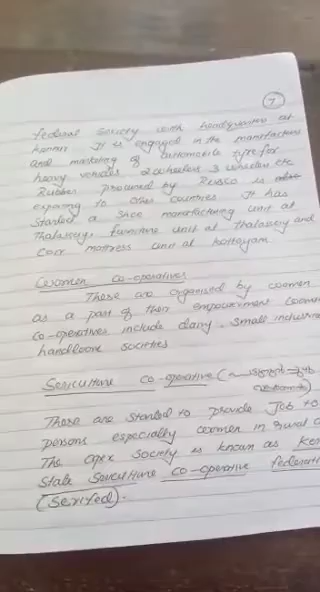 7
federal Society with headquarters at
Kannur It is engaged in the manufacture
and marketing of automobile tyre for
heavy vehicles 2 wheelers 3 wheeler etc
Rubber procured by Rubco is
exporing to other countries It has
Started a Shoe manufacturing unit at
Thalassery, furniture unit at Thalassery and
Coir mattress unit at Kottayam
Women Co-operatives
These are organised by women
as a part of their empowerment Women
Co-operatives include dairy, Small industries
handloom societies
Sericulture co-operative (
These are Started to provide Job to
persons especially women in rural
The apex Society is known as
State Sericulture Co-operative federati
(Serifed).